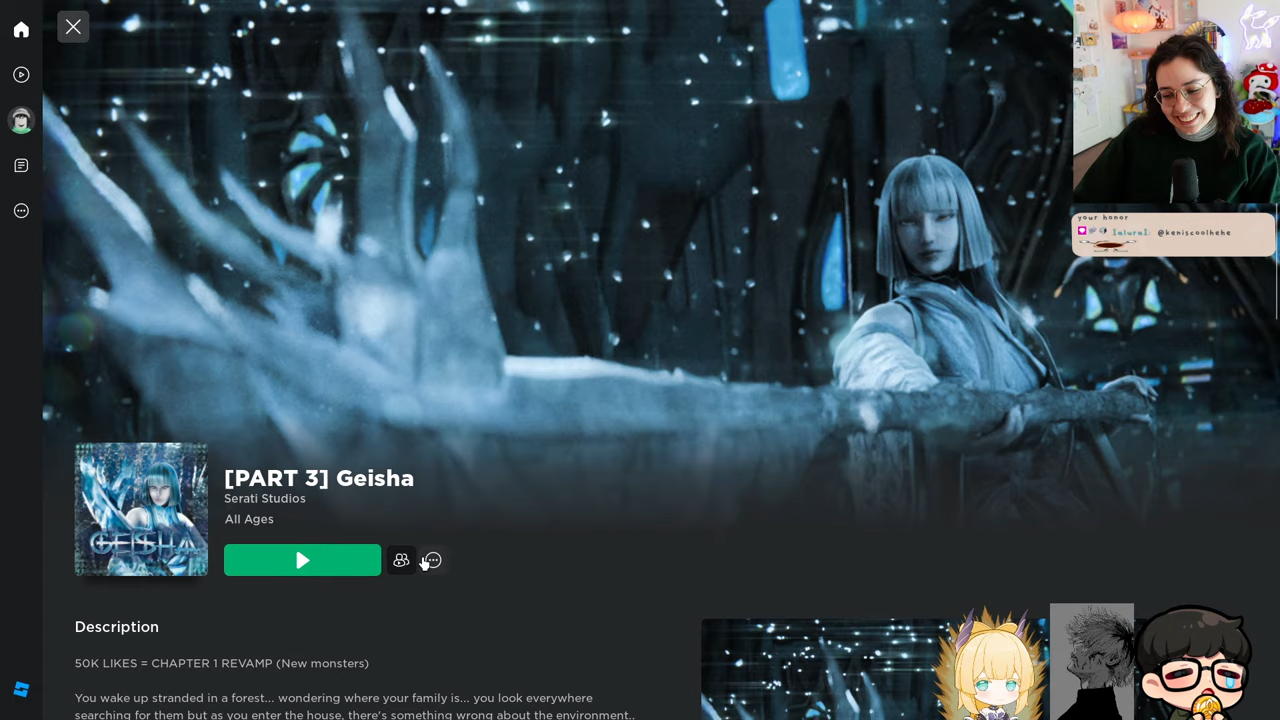 your honor
lalural: @keniscoolhehe
[PART 3] Geisha
Serati Studios
All Ages
GEISHA
Description
50K LIKES = CHAPTER 1 REVAMP (New monsters)
You wake up stranded in a forest... wondering where your family is... you look everywhere
searching for them but as you enter the house, there's something wrong about the environment..